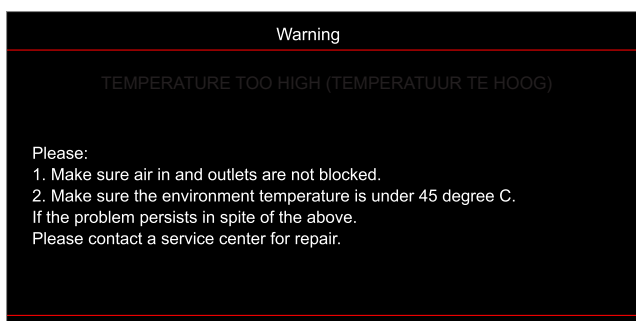 Warning
TEMPERATURE TOO HIGH (TEMPERATUUR TE HOOG)
Please:
1. Make sure air in and outlets are not blocked.
2. Make sure the environment temperature is under 45 degree C.
If the problem persists in spite of the above.
Please contact a service center for repair.